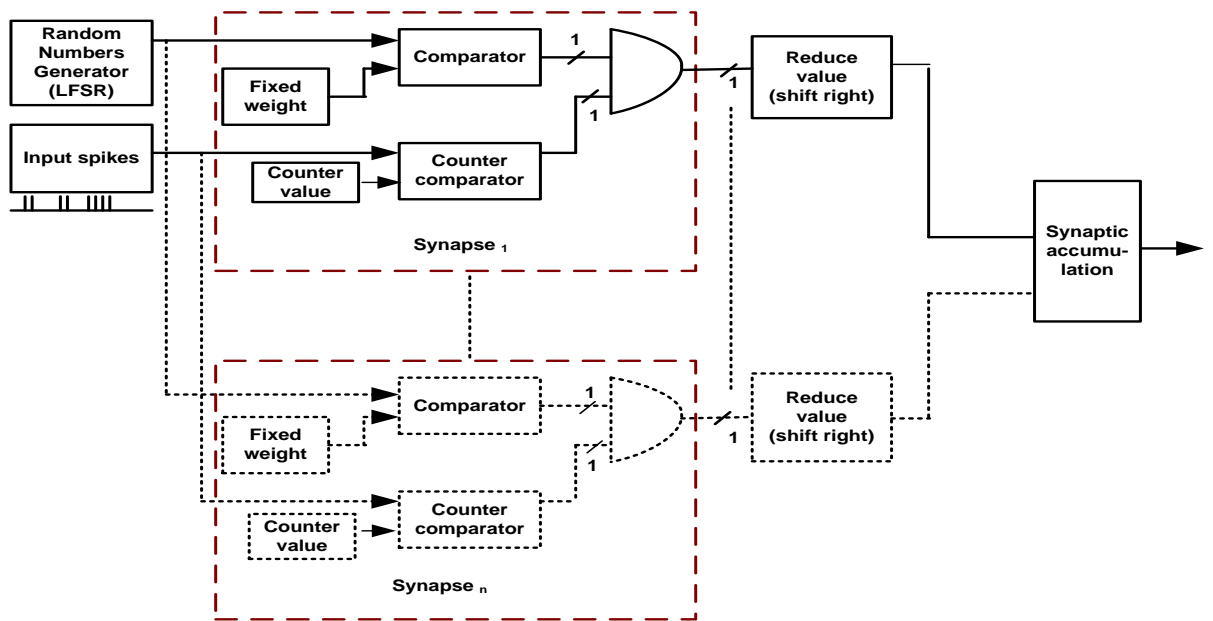 Random
Numbers
Generator
(LFSR)
Input spikes
Fixed
weight
Comparator
1
Counter
value
Counter
comparator
1
Synapse 1
1
Reduce
value
(shift right)
Synaptic
accumu-
lation
Fixed
weight
Comparator
1
Counter
value
Counter
comparator
1
Synapse n
1
Reduce
value
(shift right)